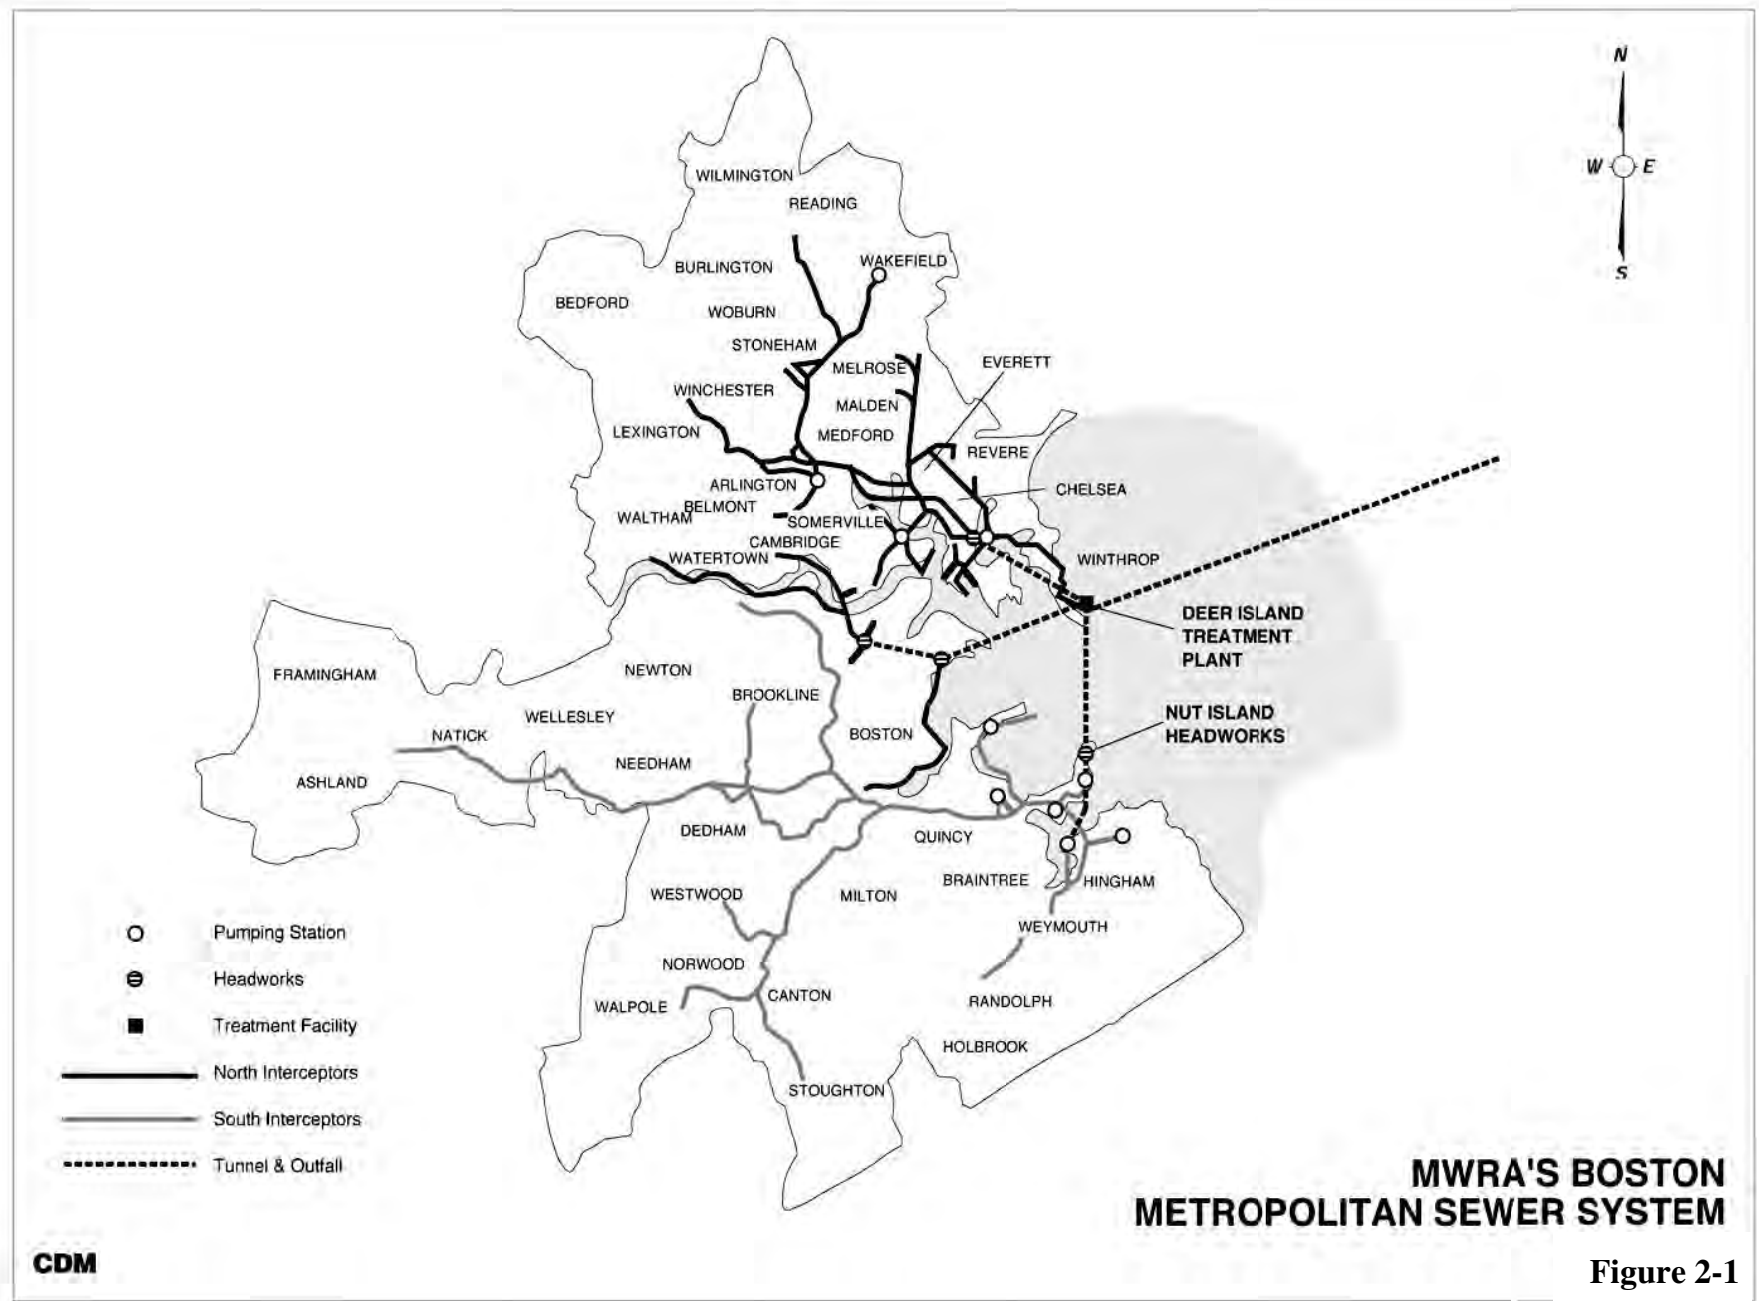 N
W E
S
WILMINGTON
READING
WAKEFIELD
BURLINGTON
BEDFORD
WOBURN
STONEHAM
EVERETT
MELROSE
WINCHESTER
MALDEN
LEXINGTON
MEDFORD
REVERE
ARLINGTON
CHELSEA
BELMONT
WALTHAM
SOMERVILLE
CAMBRIDGE
WATERTOWN
WINTHROP
DEER ISLAND
TREATMENT
PLANT
FRAMINGHAM
NEWTON
BROOKLINE
WELLESLEY
NUT ISLAND
HEADWORKS
NATICK
BOSTON
NEEDHAM
ASHLAND
DEDHAM
QUINCY
BRAINTREE
HINGHAM
WESTWOOD
MILTON
WEYMOUTH
NORWOOD
CANTON
WALPOLE
RANDOLPH
HOLBROOK
STOUGHTON
Pumping Station
Headworks
Treatment Facility
North Interceptors
South Interceptors
Tunnel & Outfall
MWRA'S BOSTON
METROPOLITAN SEWER SYSTEM
CDM
Figure 2-1